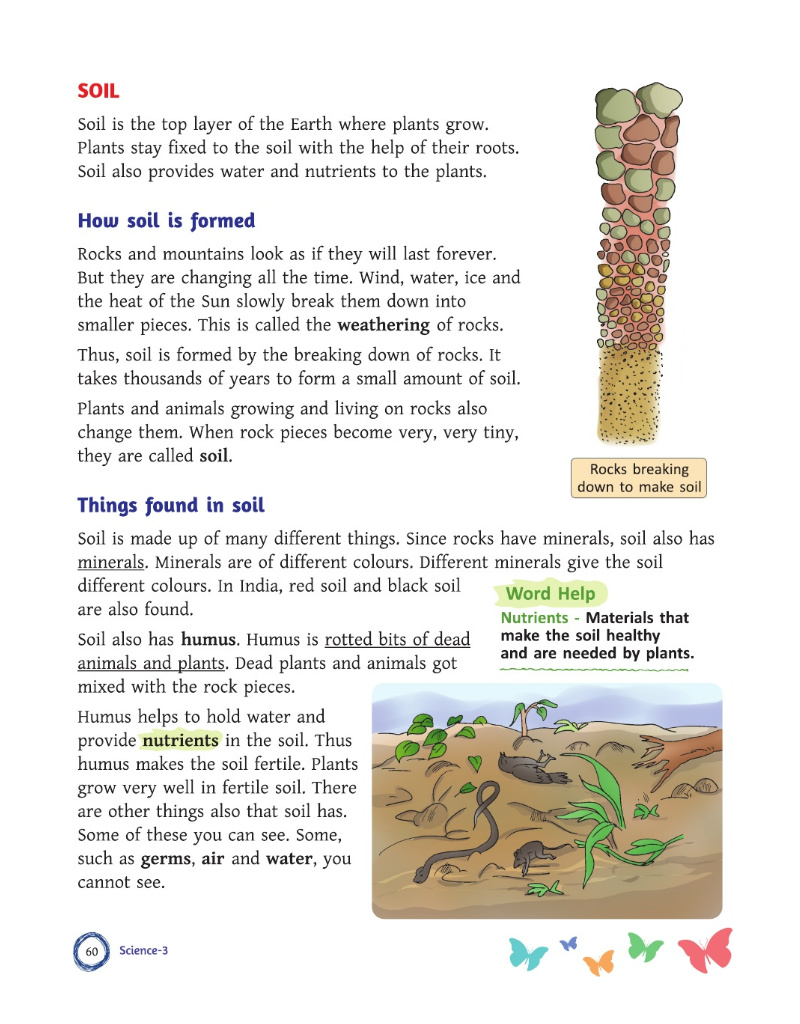 SOIL
Soil is the top layer of the Earth where plants grow.
Plants stay fixed to the soil with the help of their roots.
Soil also provides water and nutrients to the plants.
How soil is formed
Rocks and mountains look as if they will last forever.
But they are changing all the time. Wind, water, ice and
the heat of the Sun slowly break them down into
smaller pieces. This is called the weathering of rocks.
Thus, soil is formed by the breaking down of rocks. It
takes thousands of years to form a small amount of soil.
Plants and animals growing and living on rocks also
change them. When rock pieces become very, very tiny,
they are called soil.
Rocks breaking
down to make soil
Things found in soil
Soil is made up of many different things. Since rocks have minerals, soil also has
minerals. Minerals are of different colours. Different minerals give the soil
different colours. In India, red soil and black soil
are also found.
Word Help
Nutrients - Materials that
make the soil healthy
and are needed by plants.
Soil also has humus. Humus is rotted bits of dead
animals and plants. Dead plants and animals got
mixed with the rock pieces.
Humus helps to hold water and
provide nutrients in the soil. Thus
humus makes the soil fertile. Plants
grow very well in fertile soil. There
are other things also that soil has.
Some of these you can see. Some,
such as germs, air and water, you
cannot see.
60 Science-3